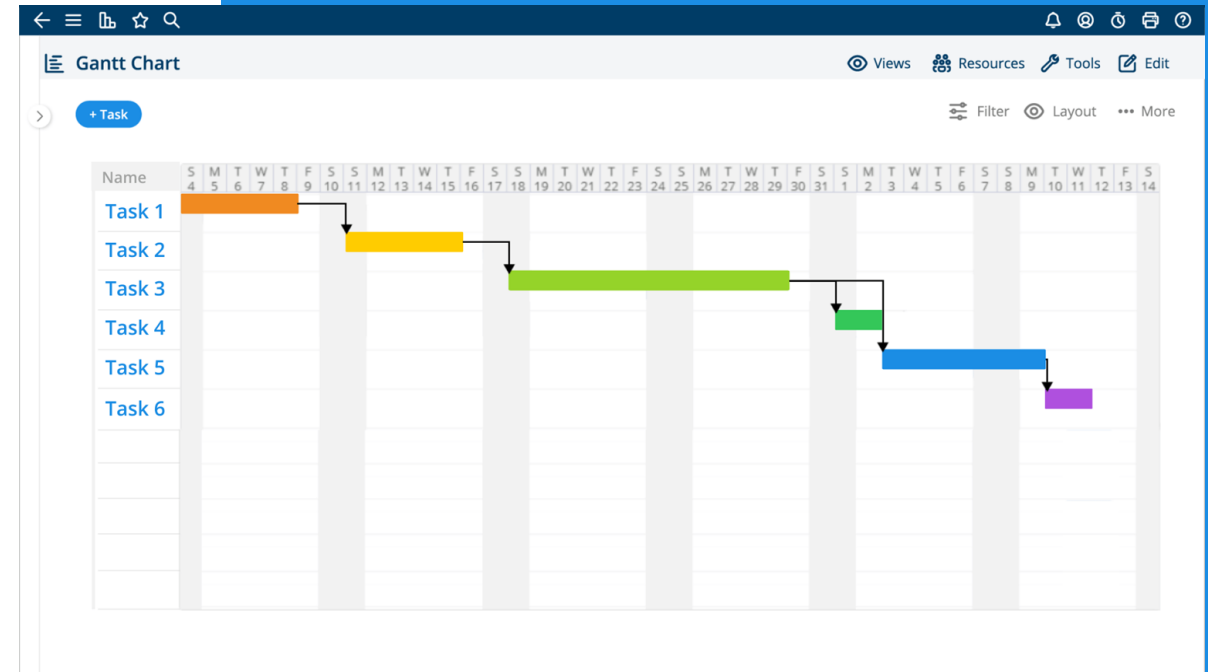 Gantt Chart Views Resources Tools Edit
+ Task Filter Layout ••• More
Name S M T W T F S S M T W T F S S M T W T F S S M T W T F S S M T W T F S S M T W T F S
4 5 6 7 8 9 10 11 12 13 14 15 16 17 18 19 20 21 22 23 24 25 26 27 28 29 30 31 1 2 3 4 5 6 7 8 9 10 11 12 13 14
Task 1
Task 2
Task 3
Task 4
Task 5
Task 6